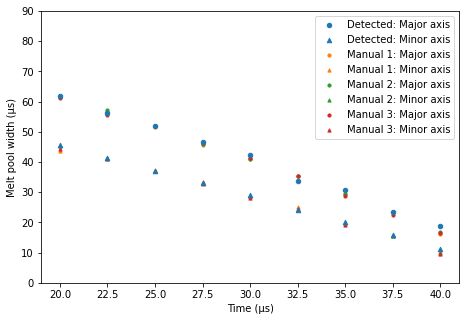 90
80
70
60
50
40
30
20
10
0
Melt pool width (µs)
20.0 22.5 25.0 27.5 30.0 32.5 35.0 37.5 40.0
Time (µs)
Detected: Major axis
Detected: Minor axis
Manual 1: Major axis
Manual 1: Minor axis
Manual 2: Major axis
Manual 2: Minor axis
Manual 3: Major axis
Manual 3: Minor axis